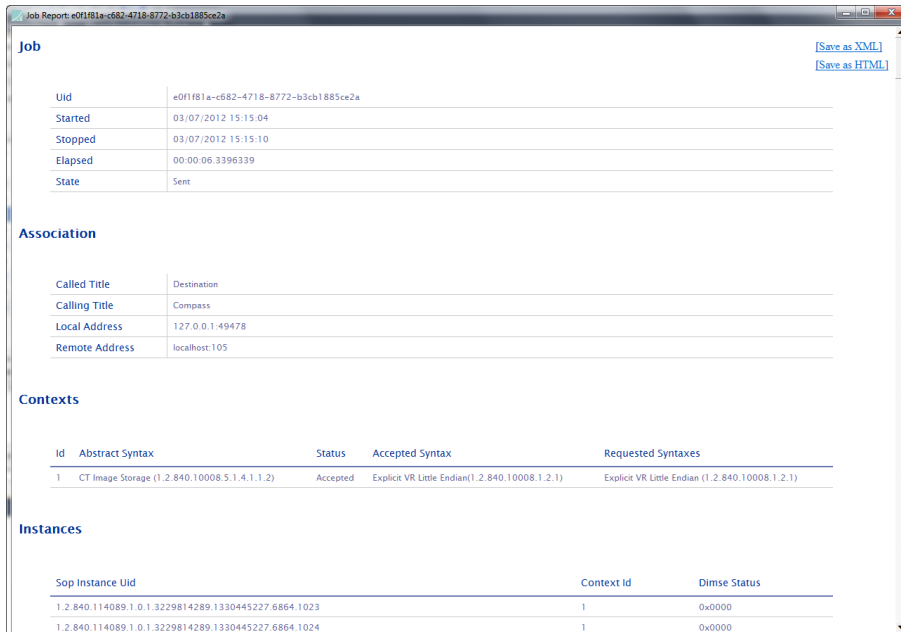 Job Report: e0f1f81a-c682-4718-8772-b3cb1885ce2a
Job
[Save as XML]
[Save as HTML]
Uid e0f1f81a-c682-4718-8772-b3cb1885ce2a
Started 03/07/2012 15:15:04
Stopped 03/07/2012 15:15:10
Elapsed 00:00:06.3396339
State Sent
Association
Called Title Destination
Calling Title Compass
Local Address 127.0.0.1:49478
Remote Address localhost:105
Contexts
Id Abstract Syntax Status Accepted Syntax Requested Syntaxes
1 CT Image Storage (1.2.840.10008.5.1.4.1.1.2) Accepted Explicit VR Little Endian(1.2.840.10008.1.2.1) Explicit VR Little Endian (1.2.840.10008.1.2.1)
Instances
Sop Instance Uid Context Id Dimse Status
1.2.840.114089.1.0.1.3229814289.1330445227.6864.1023 1 0x0000
1.2.840.114089.1.0.1.3229814289.1330445227.6864.1024 1 0x0000